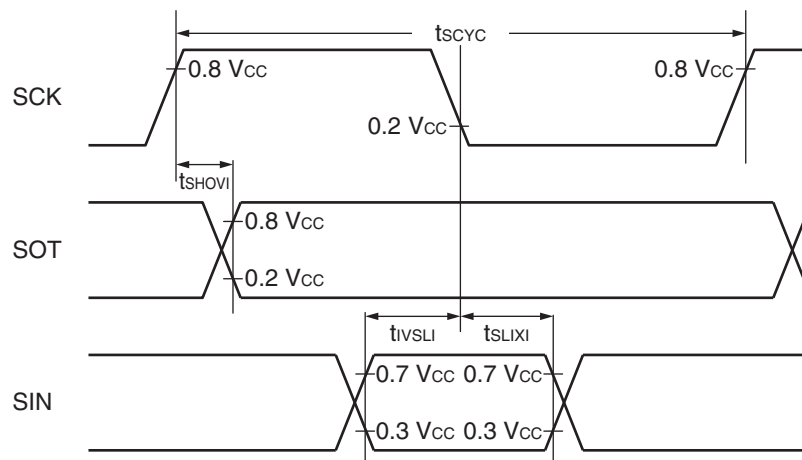 tSCYC
SCK
0.8 VCC
0.8 VCC
0.2 VCC
tSHOVI
SOT
0.8 VCC
0.2 VCC
tIVSLI
tSLIXI
SIN
0.7 VCC 0.7 VCC
0.3 VCC 0.3 VCC